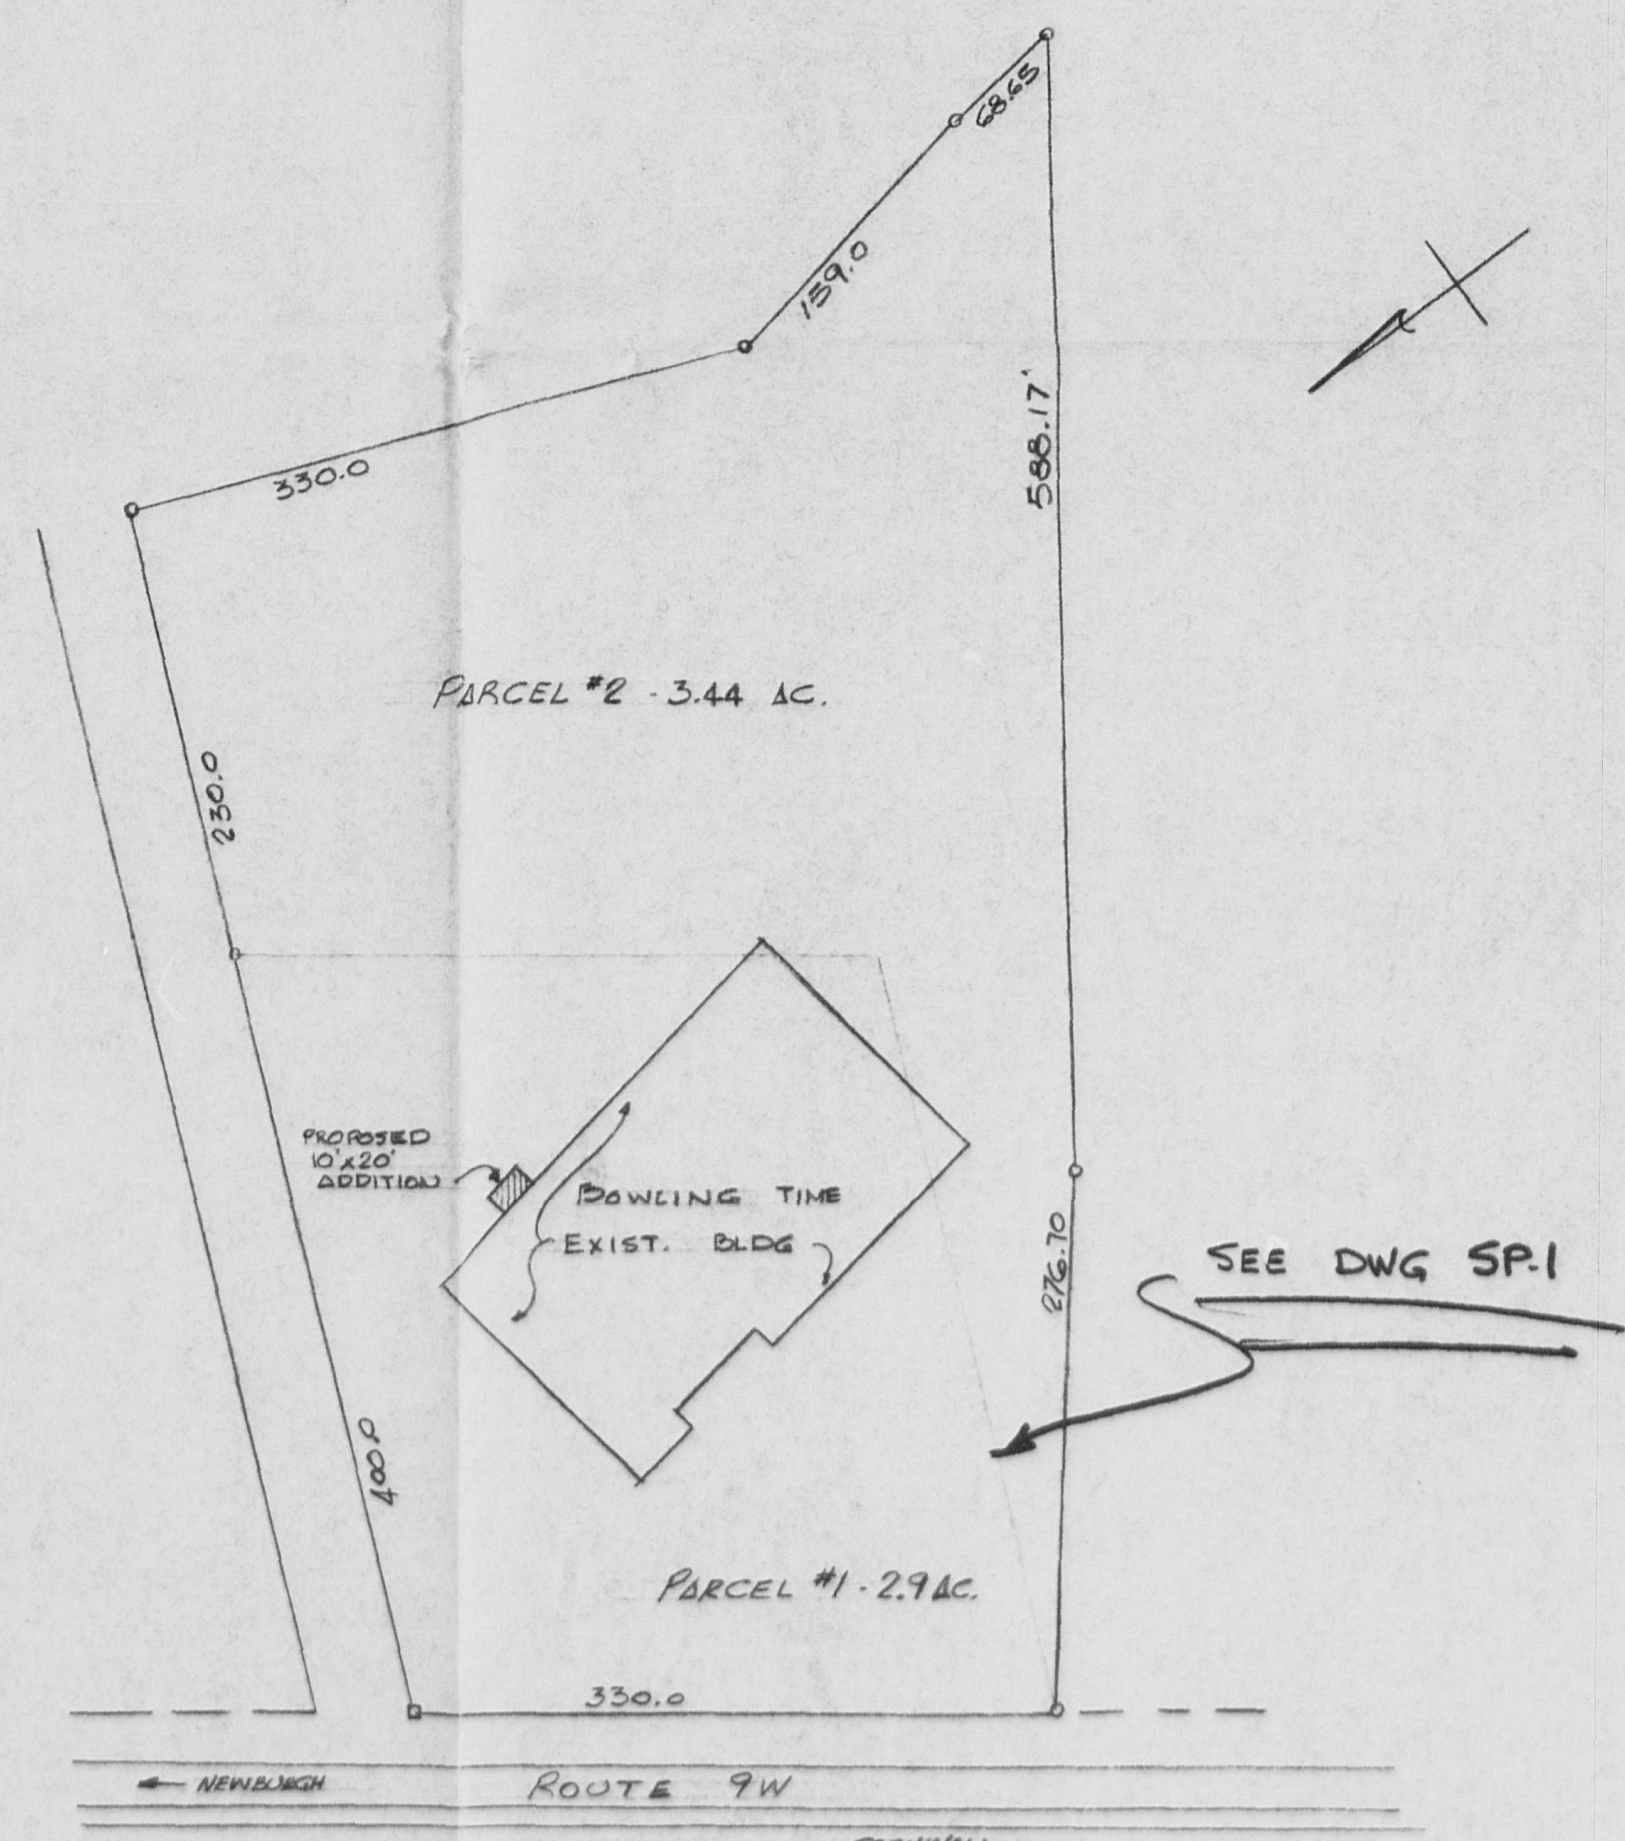 68.65
159.0
588.17'
330.0
PARCEL #2 - 3.44 AC.
230.0
PROPOSED
10'x20'
ADDITION
BOWLING TIME
EXIST. BLDG
276.70
SEE DWG SP-1
400.0
PARCEL #1 - 2.9 AC.
330.0
NEWBURGH
ROUTE 9W